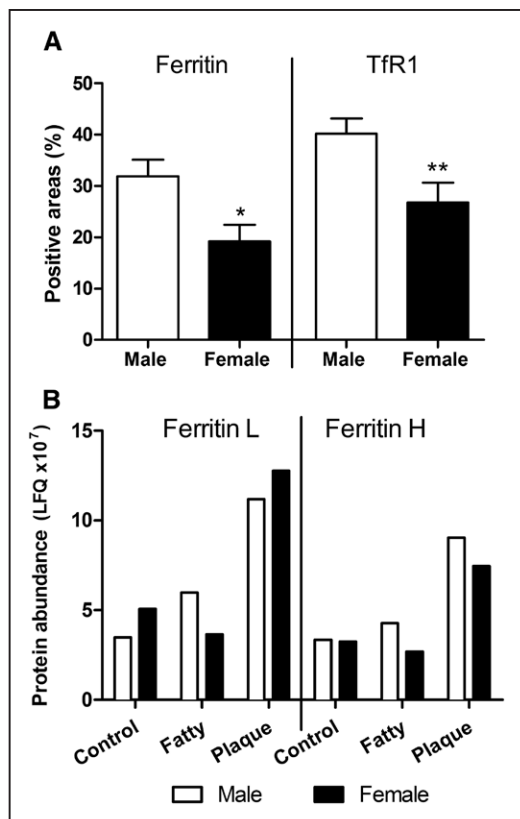 A
Ferritin TfR1
Positive areas (%)
50
40
30
20
10
0
* **
Male Female Male Female
B
Ferritin L Ferritin H
Protein abundance (LFQ x10⁷)
15
10
5
0
Control Fatty Plaque Control Fatty Plaque
Male Female